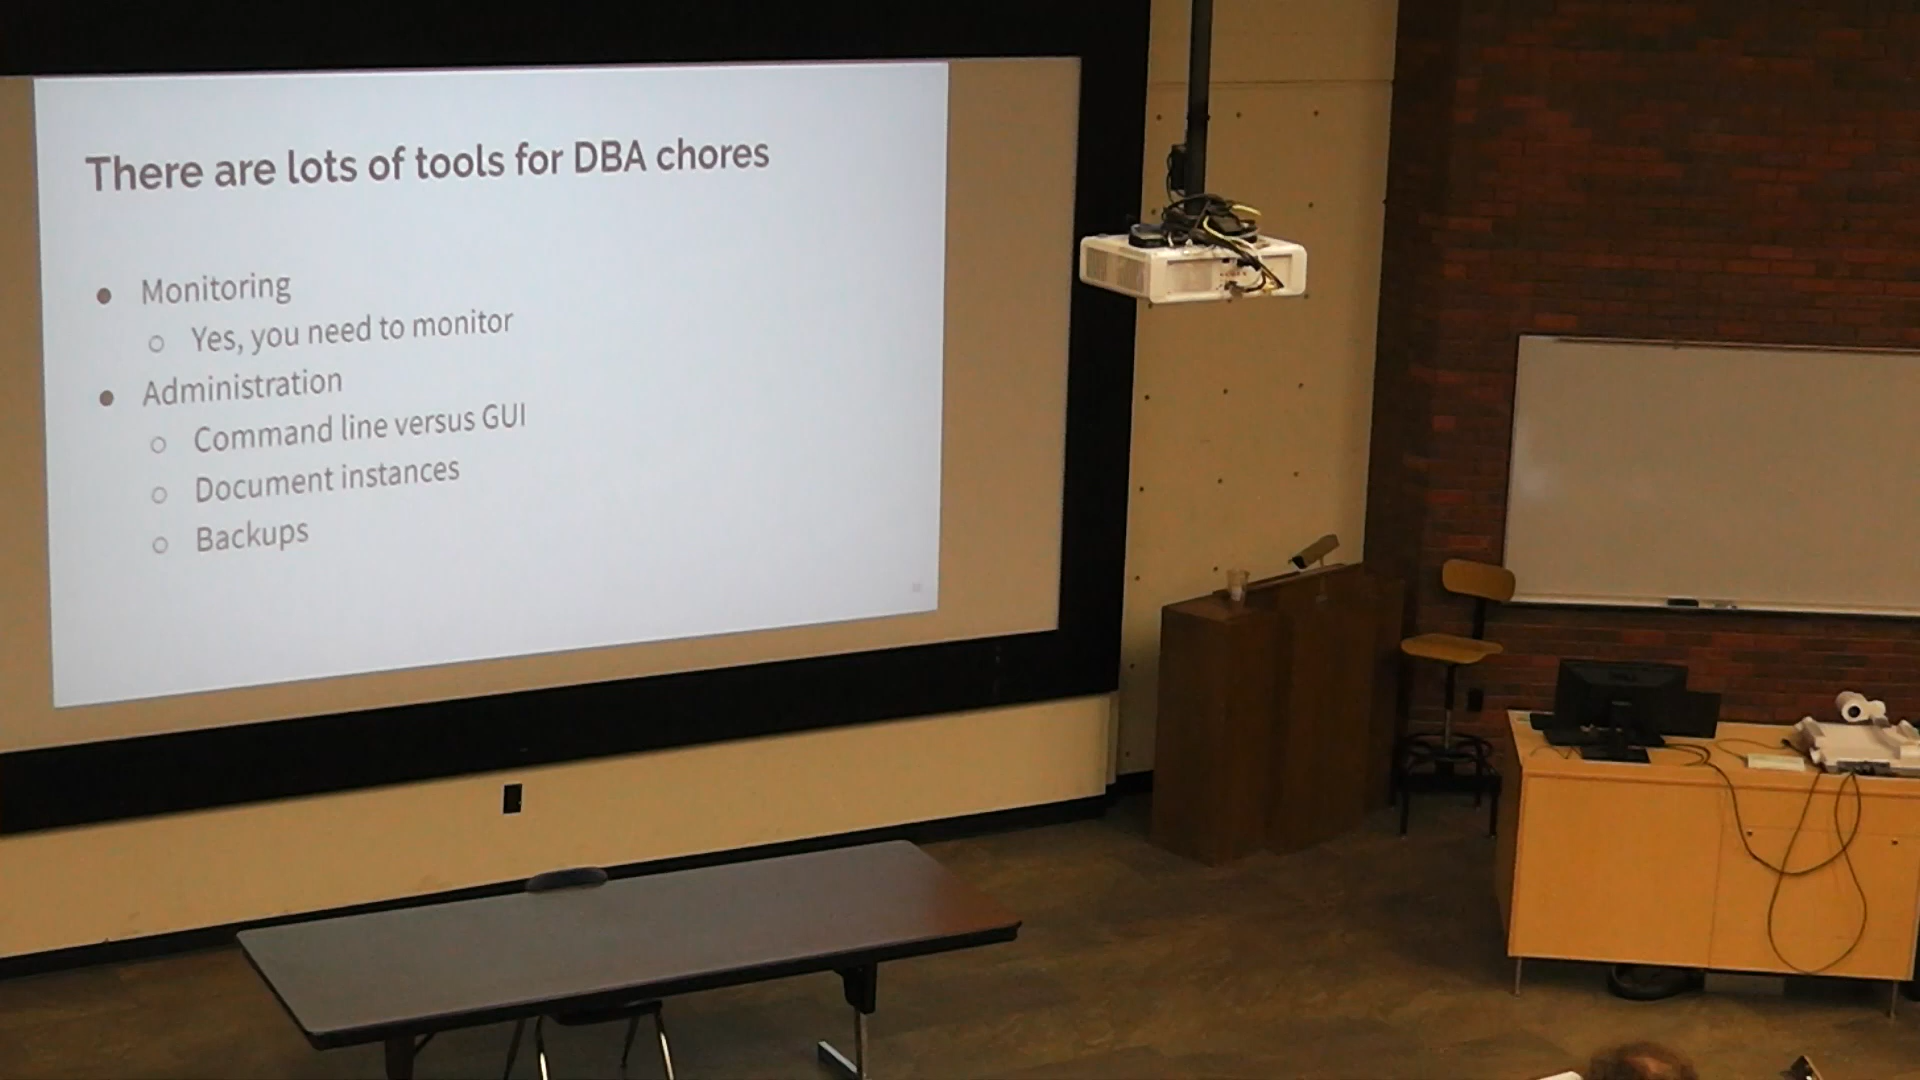 There are lots of tools for DBA chores
● Monitoring
○ Yes, you need to monitor
● Administration
○ Command line versus GUI
○ Document instances
○ Backups